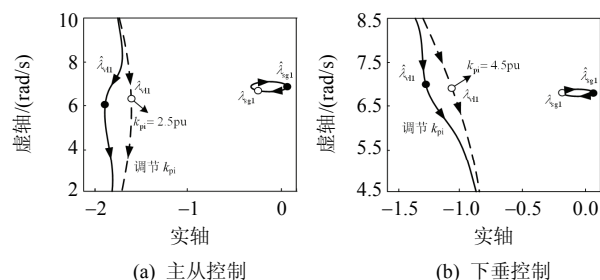 10
8
6
4
2
虚轴/(rad/s)
λ̂vf1
λvf1
kpi = 2.5pu
调节 kpi
λ̂sg1
λsg1
−2
−1
0
实轴
(a) 主从控制
8.5
7.5
6.5
5.5
4.5
虚轴/(rad/s)
λ̂vf1
λvf1
kpi = 4.5pu
调节 kpi
λsg1
λ̂sg1
−1.5
−1.0
−0.5
0
实轴
(b) 下垂控制